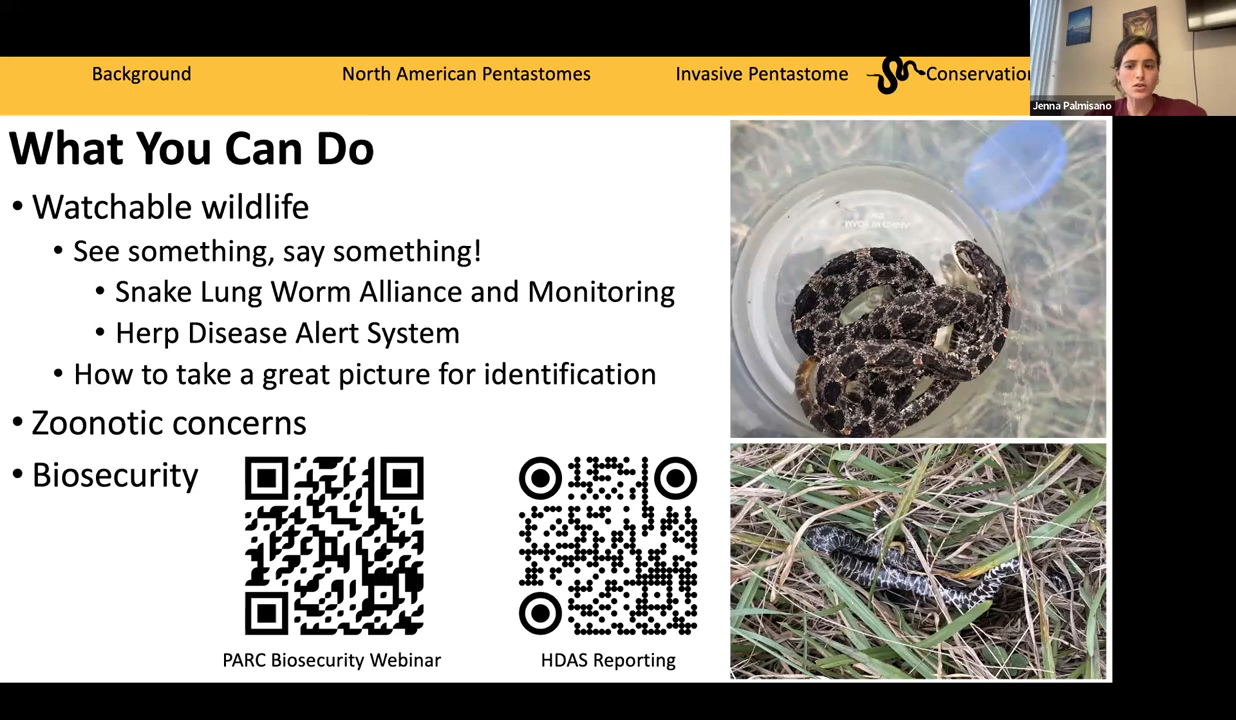 Background
North American Pentastomes
Invasive Pentastome
Conservation
Jenna Palmisano
What You Can Do
• Watchable wildlife
• See something, say something!
• Snake Lung Worm Alliance and Monitoring
• Herp Disease Alert System
• How to take a great picture for identification
• Zoonotic concerns
• Biosecurity
PARC Biosecurity Webinar
HDAS Reporting